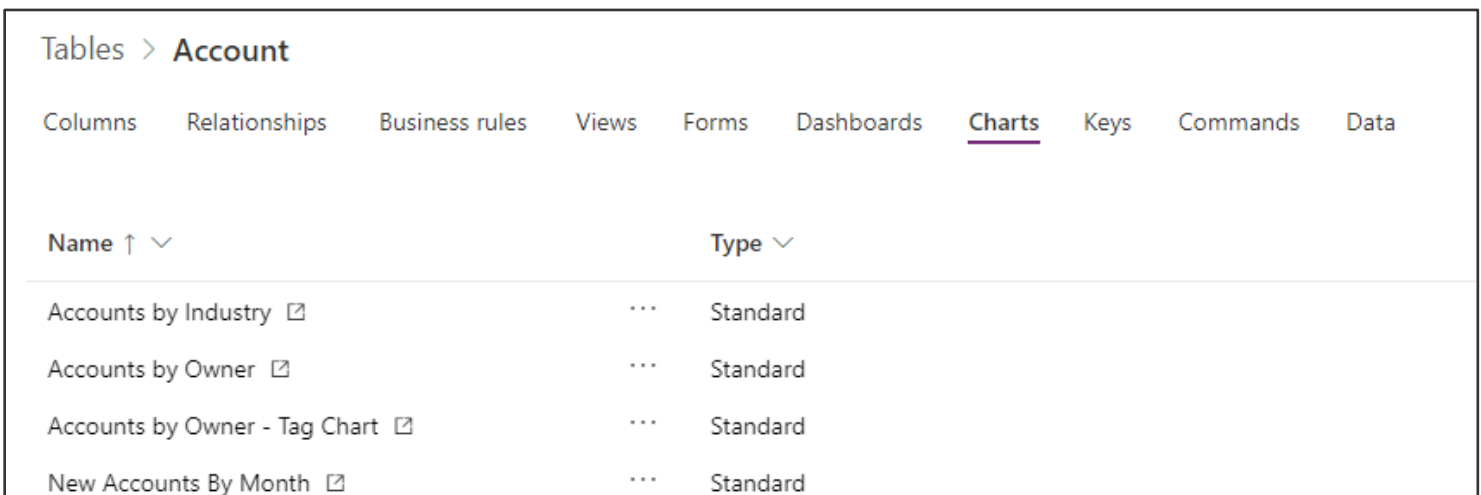 Tables > Account
Columns Relationships Business rules Views Forms Dashboards Charts Keys Commands Data
Name ↑ Type
Accounts by Industry ... Standard
Accounts by Owner ... Standard
Accounts by Owner - Tag Chart ... Standard
New Accounts By Month ... Standard